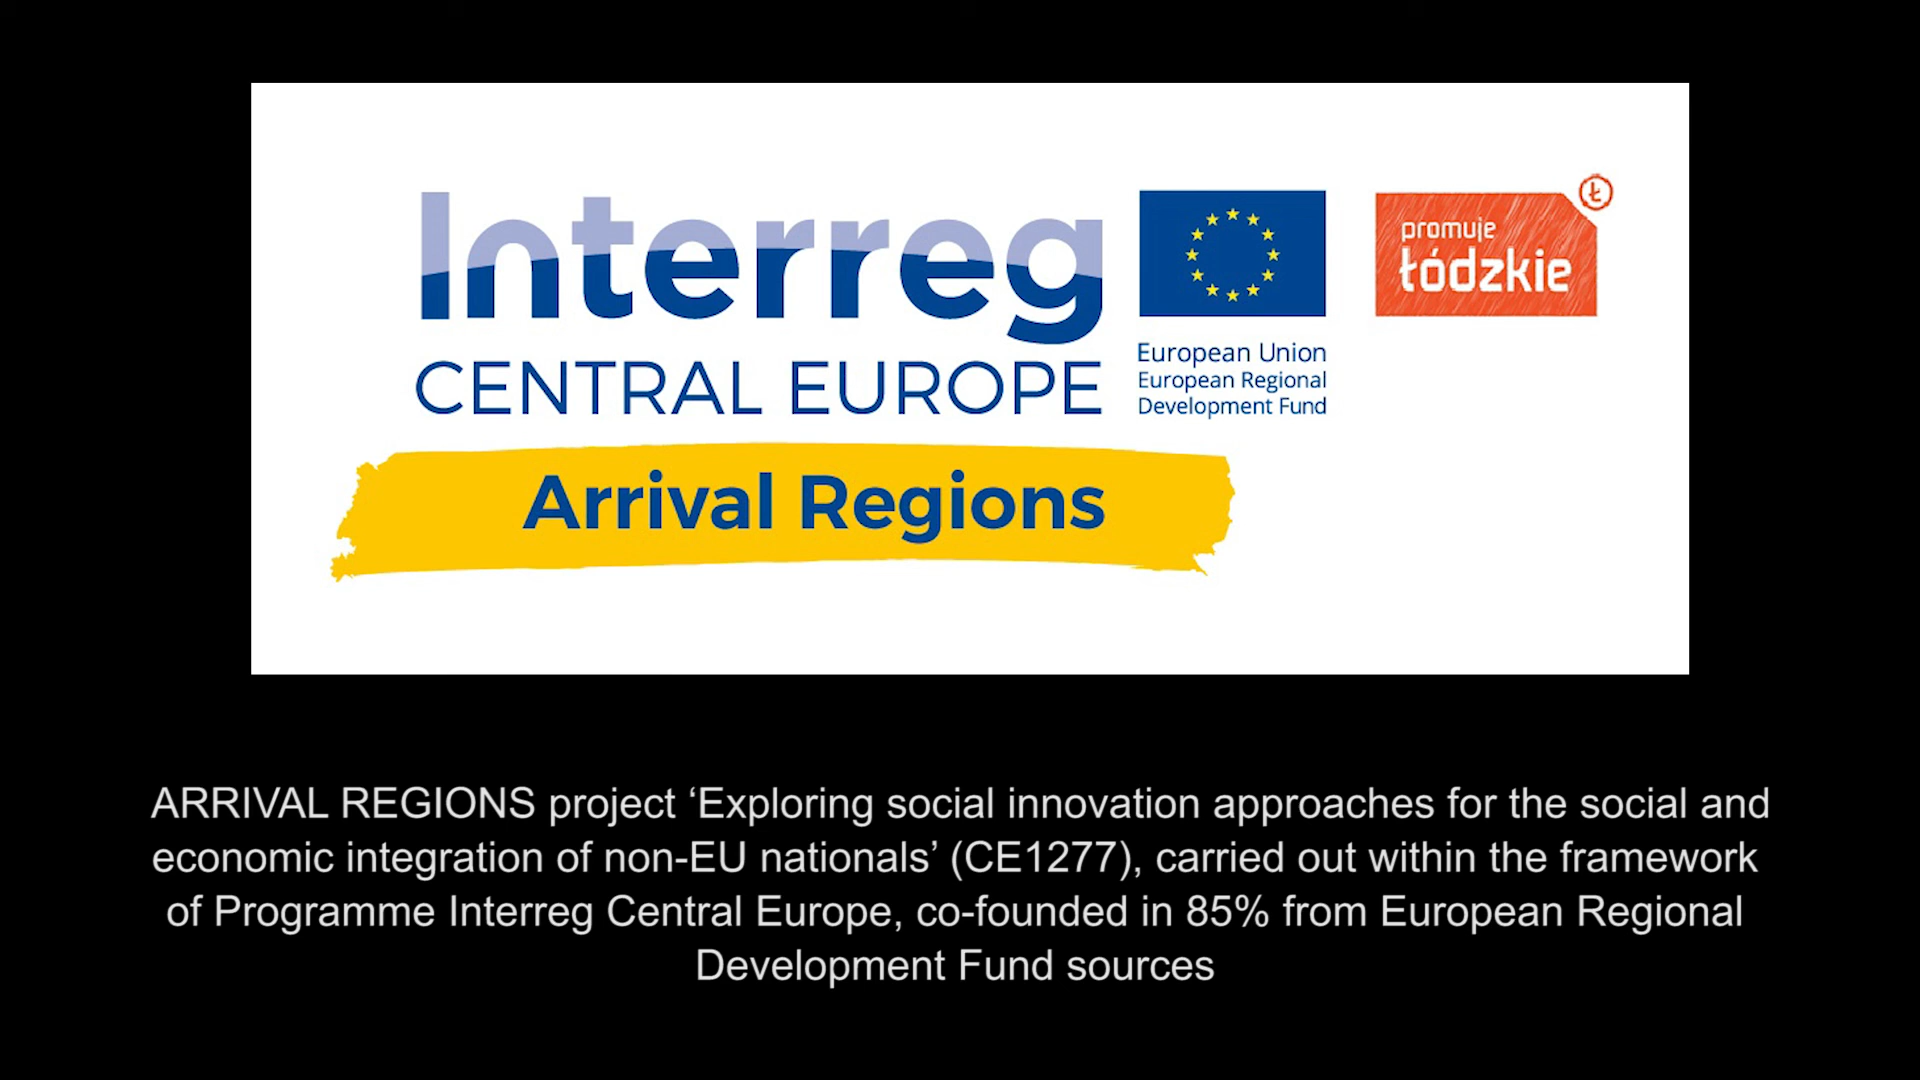 Interreg
CENTRAL EUROPE
Arrival Regions
European Union
European Regional
Development Fund
promuje
łódzkie
Ł
ARRIVAL REGIONS project ‘Exploring social innovation approaches for the social and
economic integration of non-EU nationals’ (CE1277), carried out within the framework
of Programme Interreg Central Europe, co-founded in 85% from European Regional
Development Fund sources